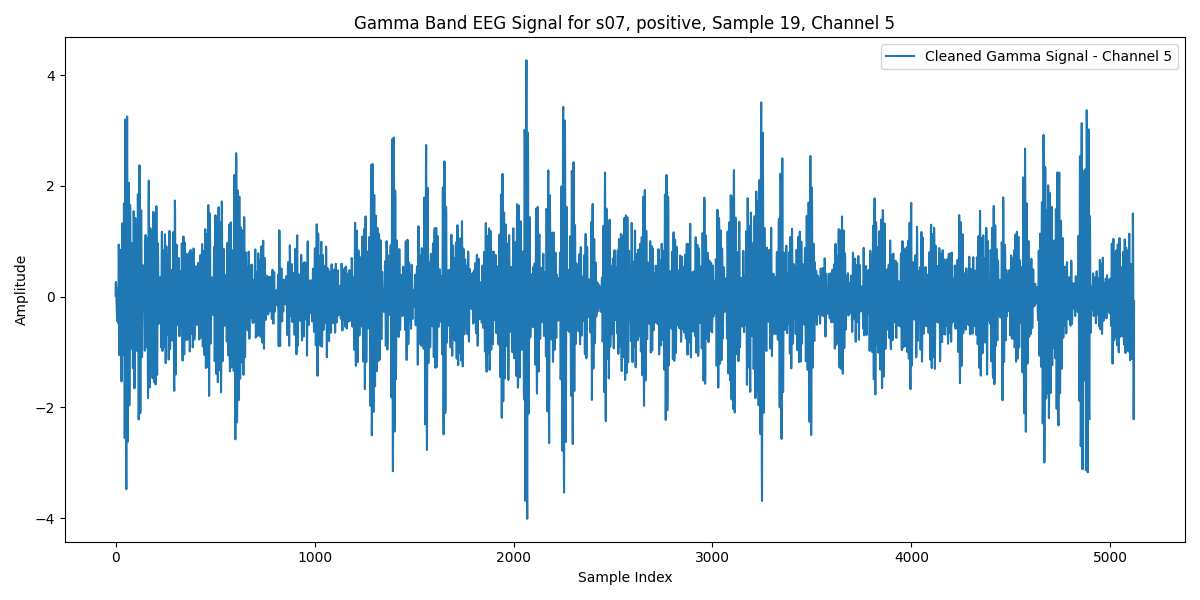 Gamma Band EEG Signal for s07, positive, Sample 19, Channel 5
Cleaned Gamma Signal - Channel 5
4
2
0
−2
−4
Amplitude
0 1000 2000 3000 4000 5000
Sample Index